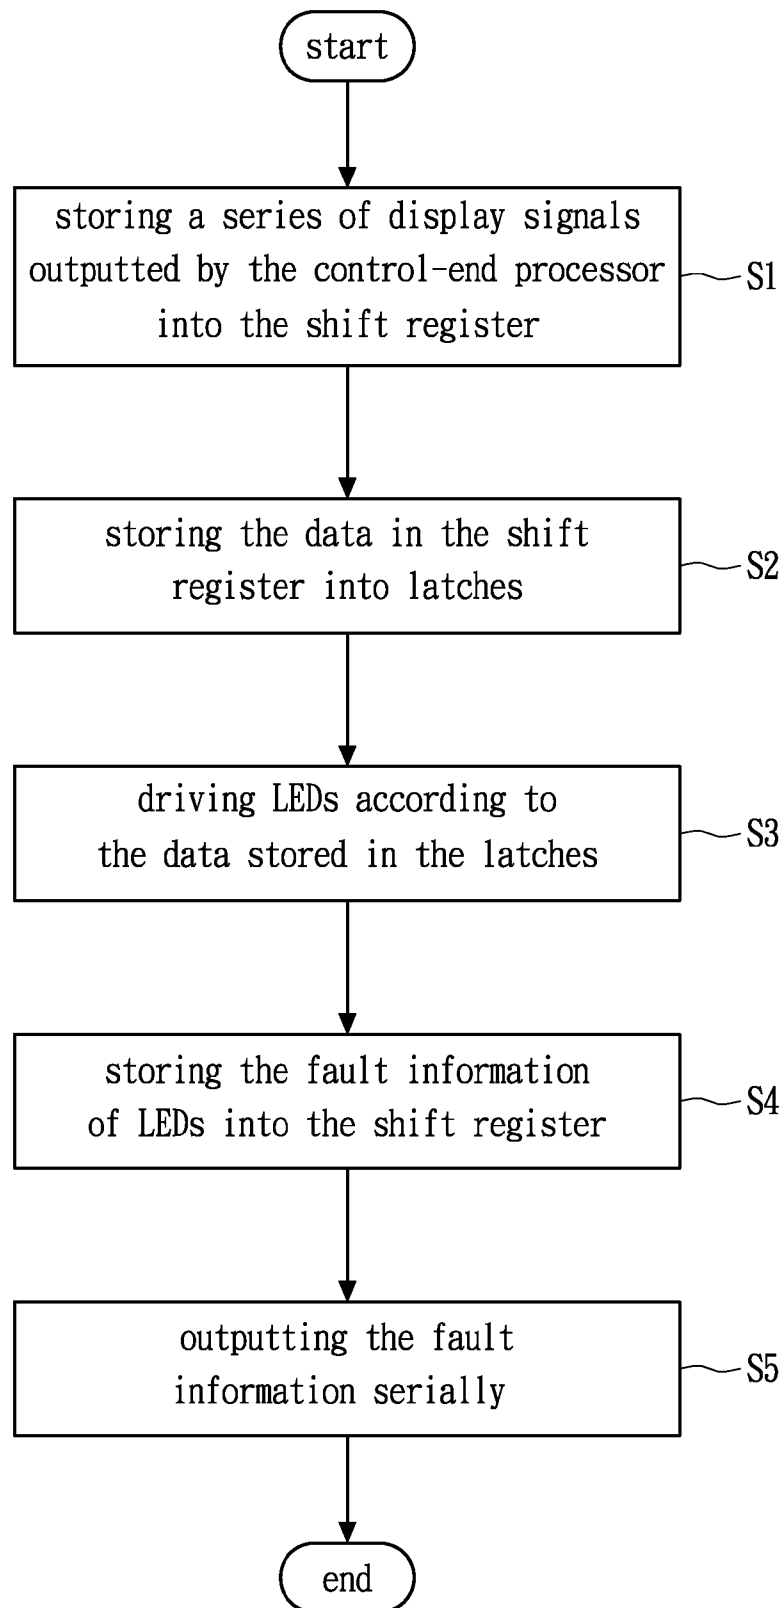 start
storing a series of display signals
outputted by the control-end processor
into the shift register
S1
storing the data in the shift
register into latches
S2
driving LEDs according to
the data stored in the latches
S3
storing the fault information
of LEDs into the shift register
S4
outputting the fault
information serially
S5
end